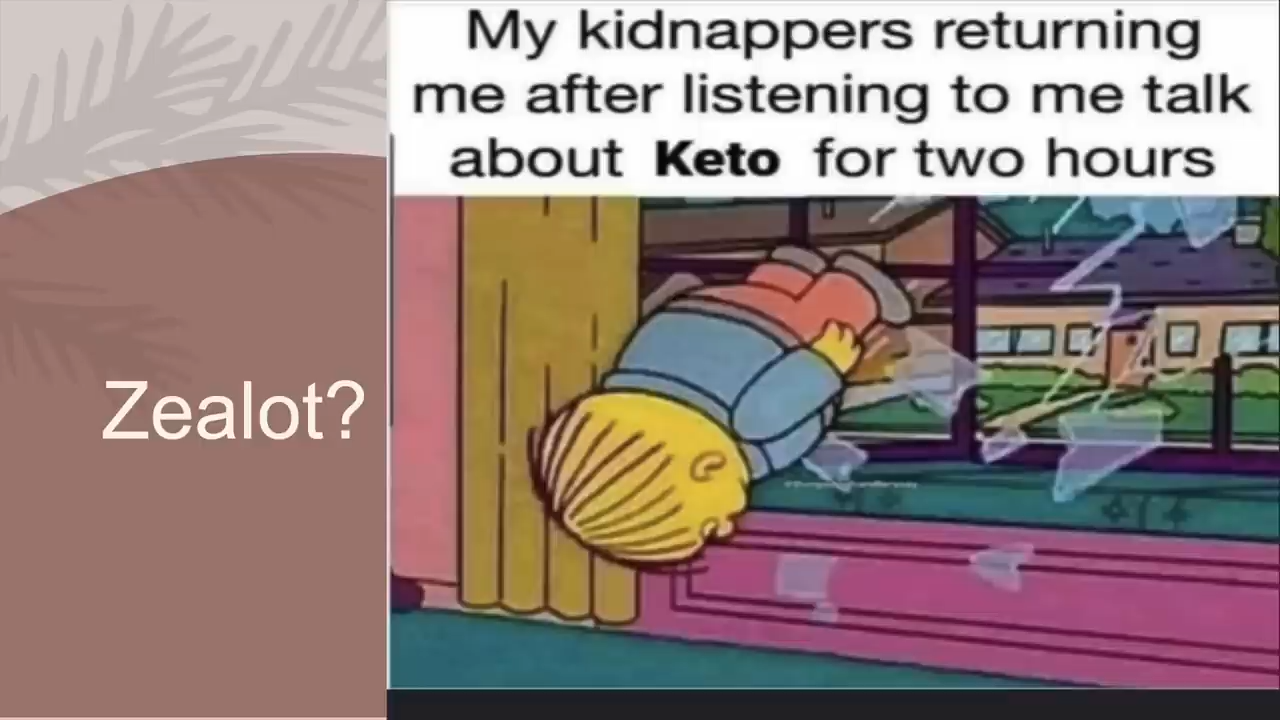 My kidnappers returning
me after listening to me talk
about Keto for two hours
Zealot?